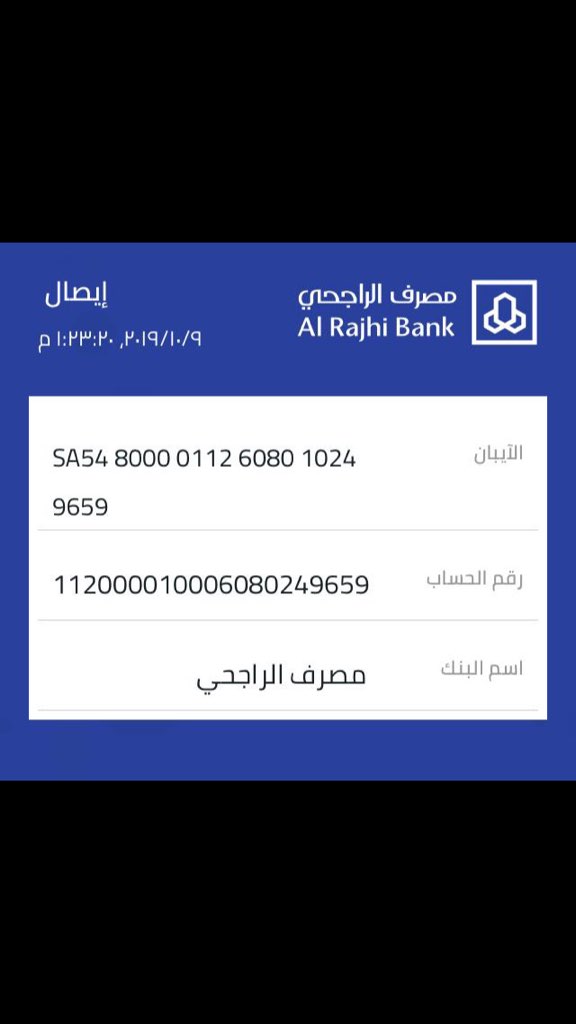 مصرف الراجحي
Al Rajhi Bank
إيصال
٢٠١٩/١٠/٩, ١:٢٣:٢٠ م
الآيبان
SA54 8000 0112 6080 1024
9659
رقم الحساب
112000010006080249659
اسم البنك
مصرف الراجحي